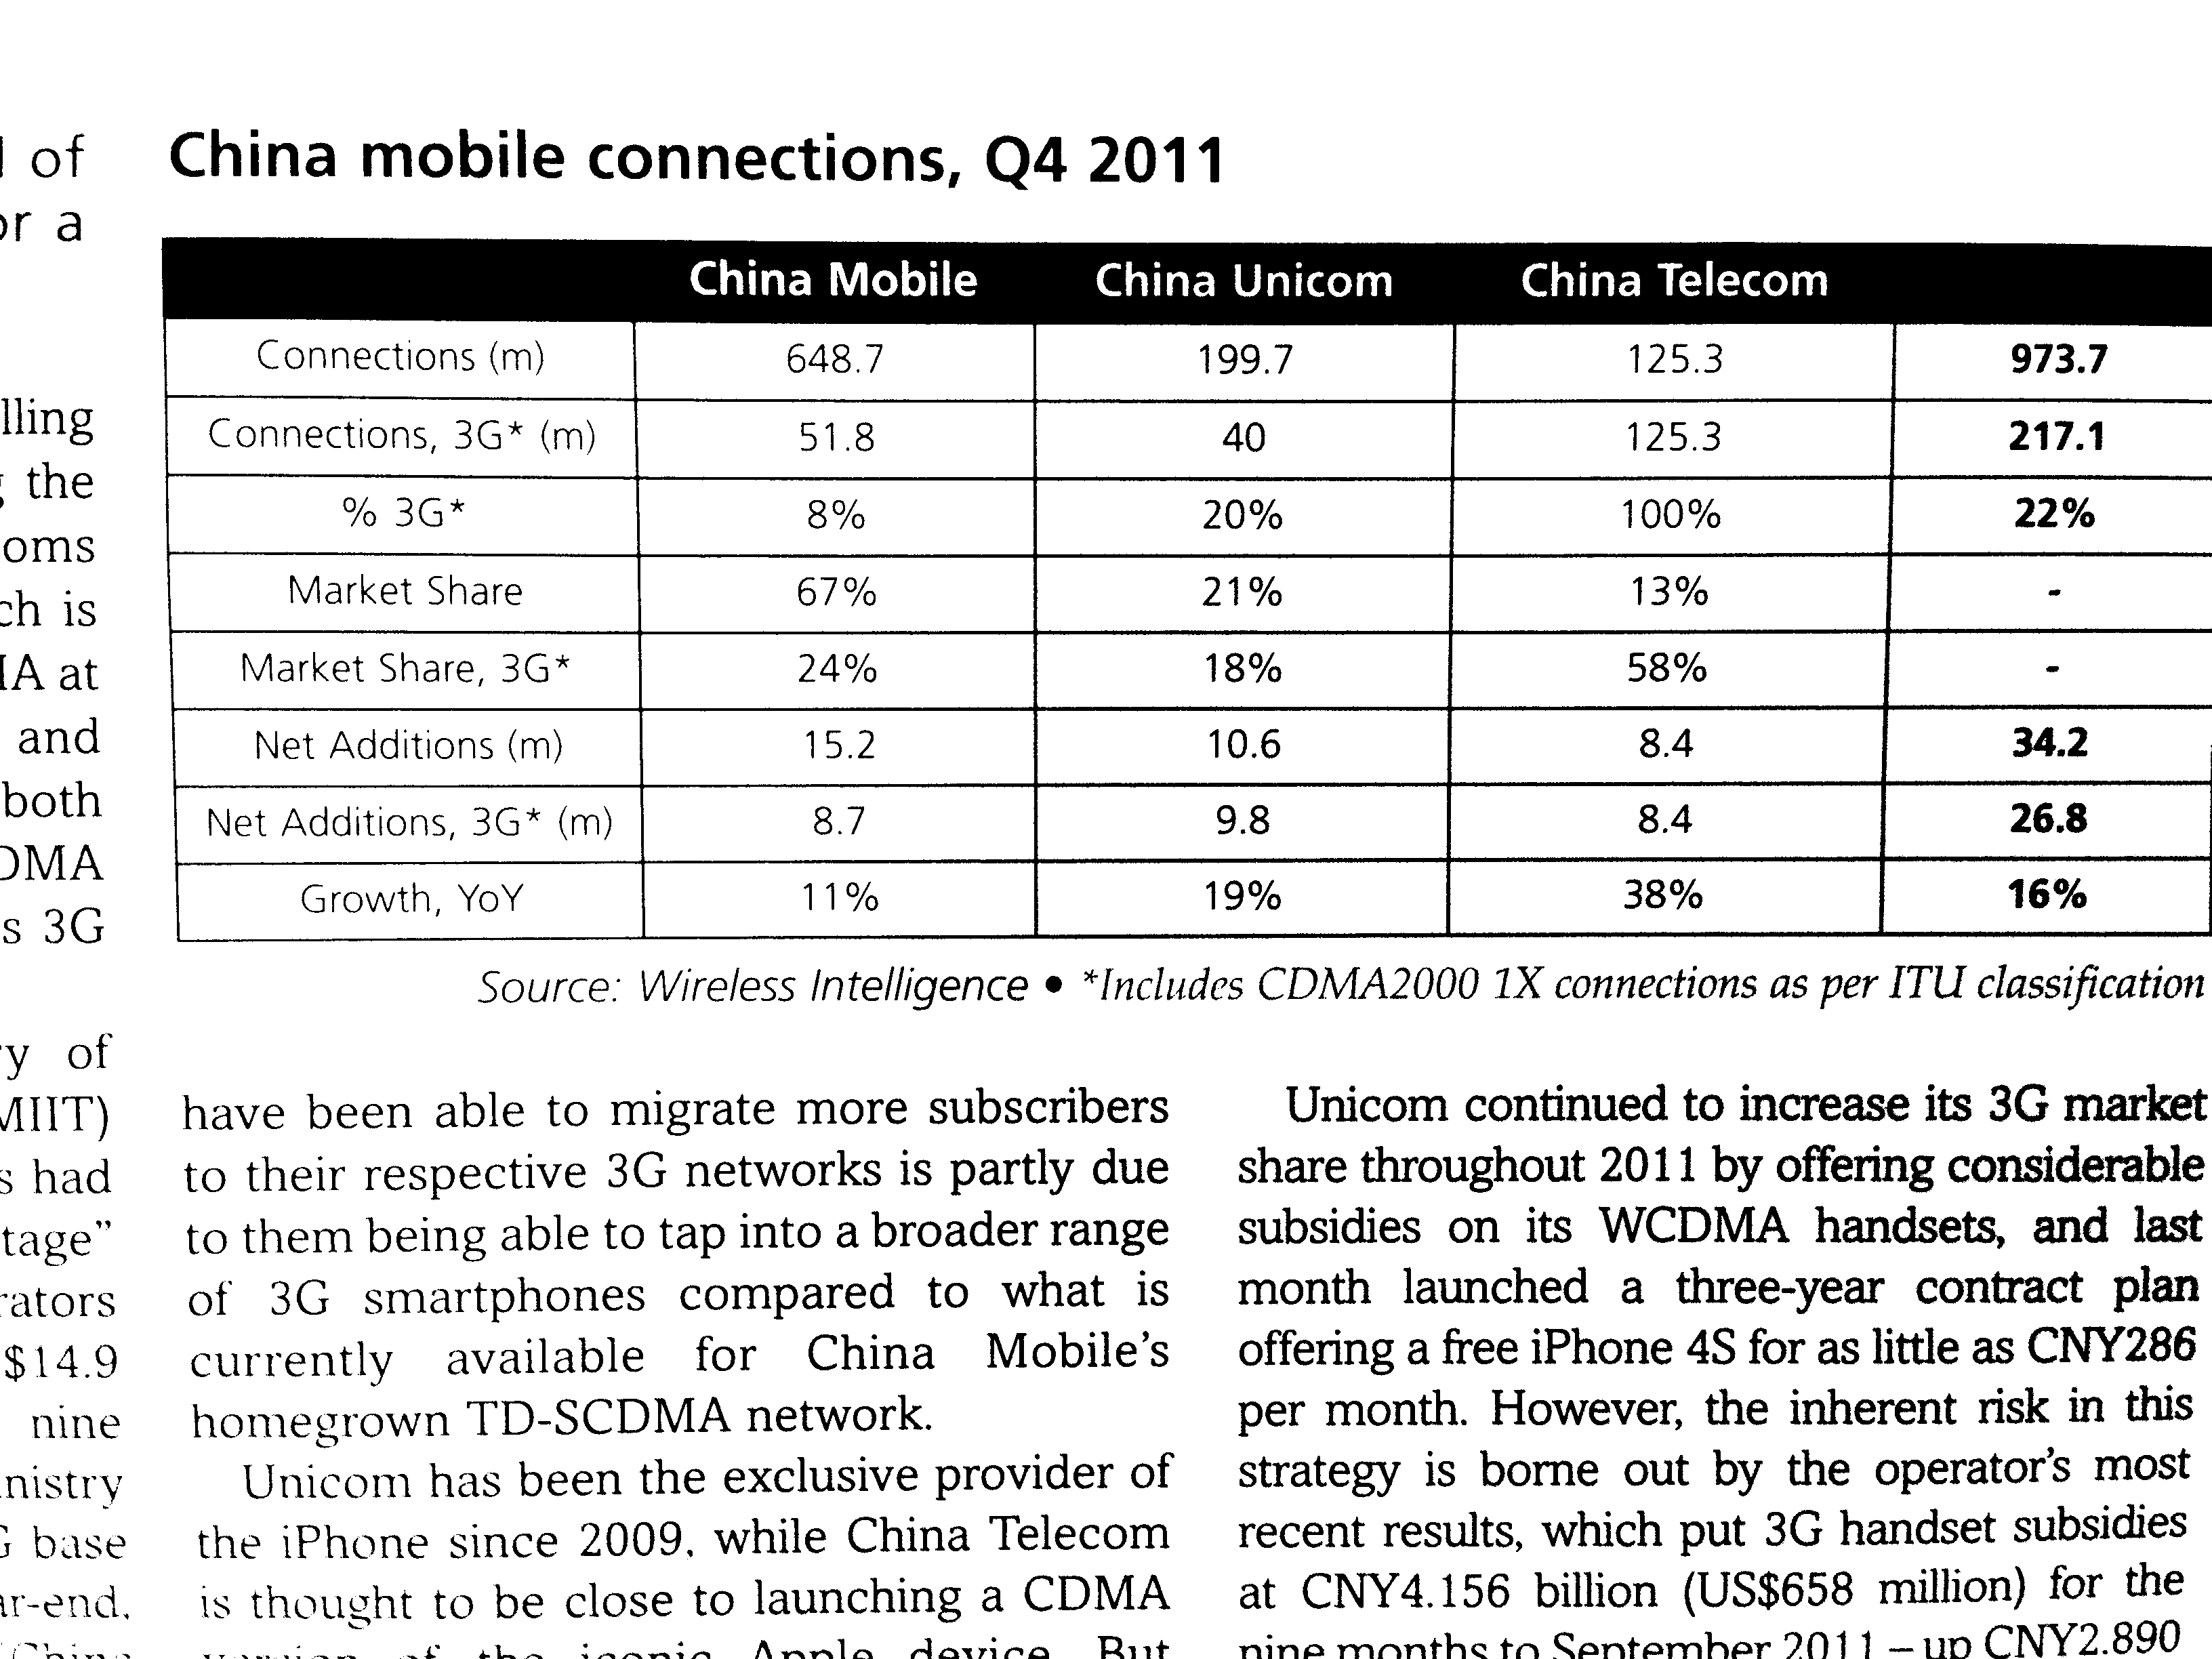 of
or a
lling
the
oms
ch is
IA at
and
both
DMA
s 3G
ry of
MIIT)
s had
tage”
rators
$14.9
nine
nistry
G base
ar-end.
China mobile connections, Q4 2011
China Mobile China Unicom China Telecom
Connections (m) 648.7 199.7 125.3 973.7
Connections, 3G* (m) 51.8 40 125.3 217.1
% 3G* 8% 20% 100% 22%
Market Share 67% 21% 13% -
Market Share, 3G* 24% 18% 58% -
Net Additions (m) 15.2 10.6 8.4 34.2
Net Additions, 3G* (m) 8.7 9.8 8.4 26.8
Growth, YoY 11% 19% 38% 16%
Source: Wireless Intelligence • *Includes CDMA2000 1X connections as per ITU classification
have been able to migrate more subscribers
to their respective 3G networks is partly due
to them being able to tap into a broader range
of 3G smartphones compared to what is
currently available for China Mobile’s
homegrown TD-SCDMA network.
Unicom has been the exclusive provider of
the iPhone since 2009, while China Telecom
is thought to be close to launching a CDMA
version of the iconic Apple device. But
Unicom continued to increase its 3G market
share throughout 2011 by offering considerable
subsidies on its WCDMA handsets, and last
month launched a three-year contract plan
offering a free iPhone 4S for as little as CNY286
per month. However, the inherent risk in this
strategy is borne out by the operator’s most
recent results, which put 3G handset subsidies
at CNY4.156 billion (US$658 million) for the
nine months to September 2011 – up CNY2.890